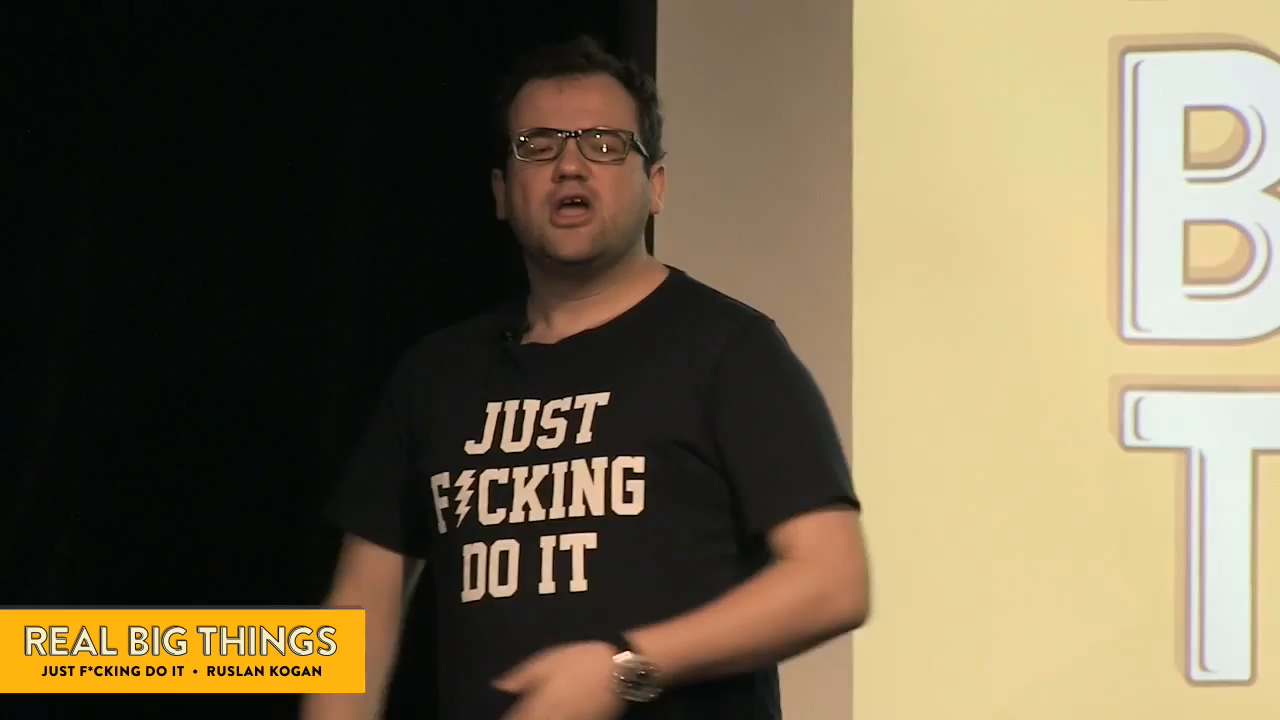 B
T
JUST
F⚡CKING
DO IT
REAL BIG THINGS
JUST F*CKING DO IT • RUSLAN KOGAN